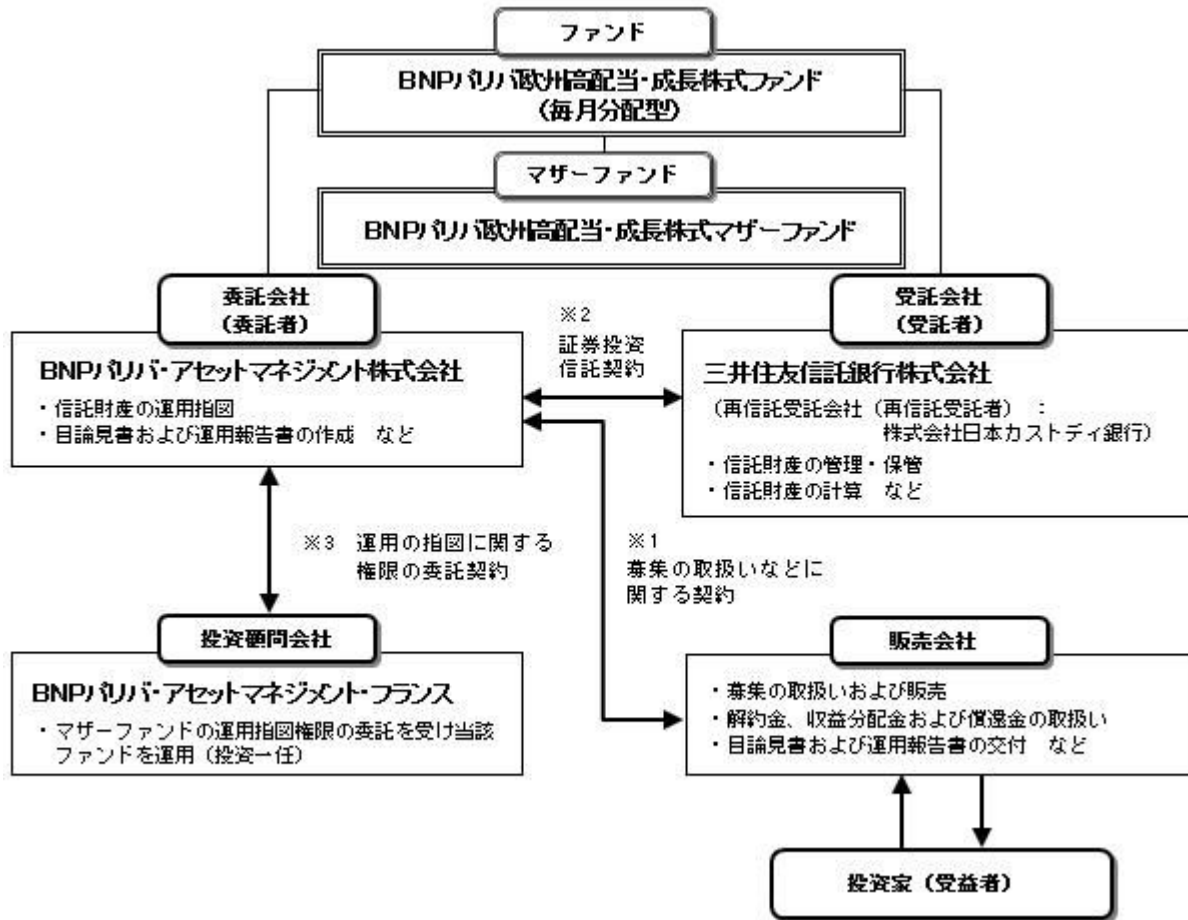 ファンド
BNPパリバ欧州高配当・成長株式ファンド
(毎月分配型)
マザーファンド
BNPパリバ欧州高配当・成長株式マザーファンド
委託会社
(委託者)
BNPパリバ・アセットマネジメント株式会社
・信託財産の運用指図
・目論見書および運用報告書の作成　など
※2
証券投資
信託契約
受託会社
(受託者)
三井住友信託銀行株式会社
(再信託受託会社(再信託受託者)　:
株式会社日本カストディ銀行)
・信託財産の管理・保管
・信託財産の計算　など
※3　運用の指図に関する
権限の委託契約
※1
募集の取扱いなどに
関する契約
投資顧問会社
BNPパリバ・アセットマネジメント・フランス
・マザーファンドの運用指図権限の委託を受け当該
ファンドを運用(投資一任)
販売会社
・募集の取扱いおよび販売
・解約金、収益分配金および償還金の取扱い
・目論見書および運用報告書の交付　など
投資家(受益者)